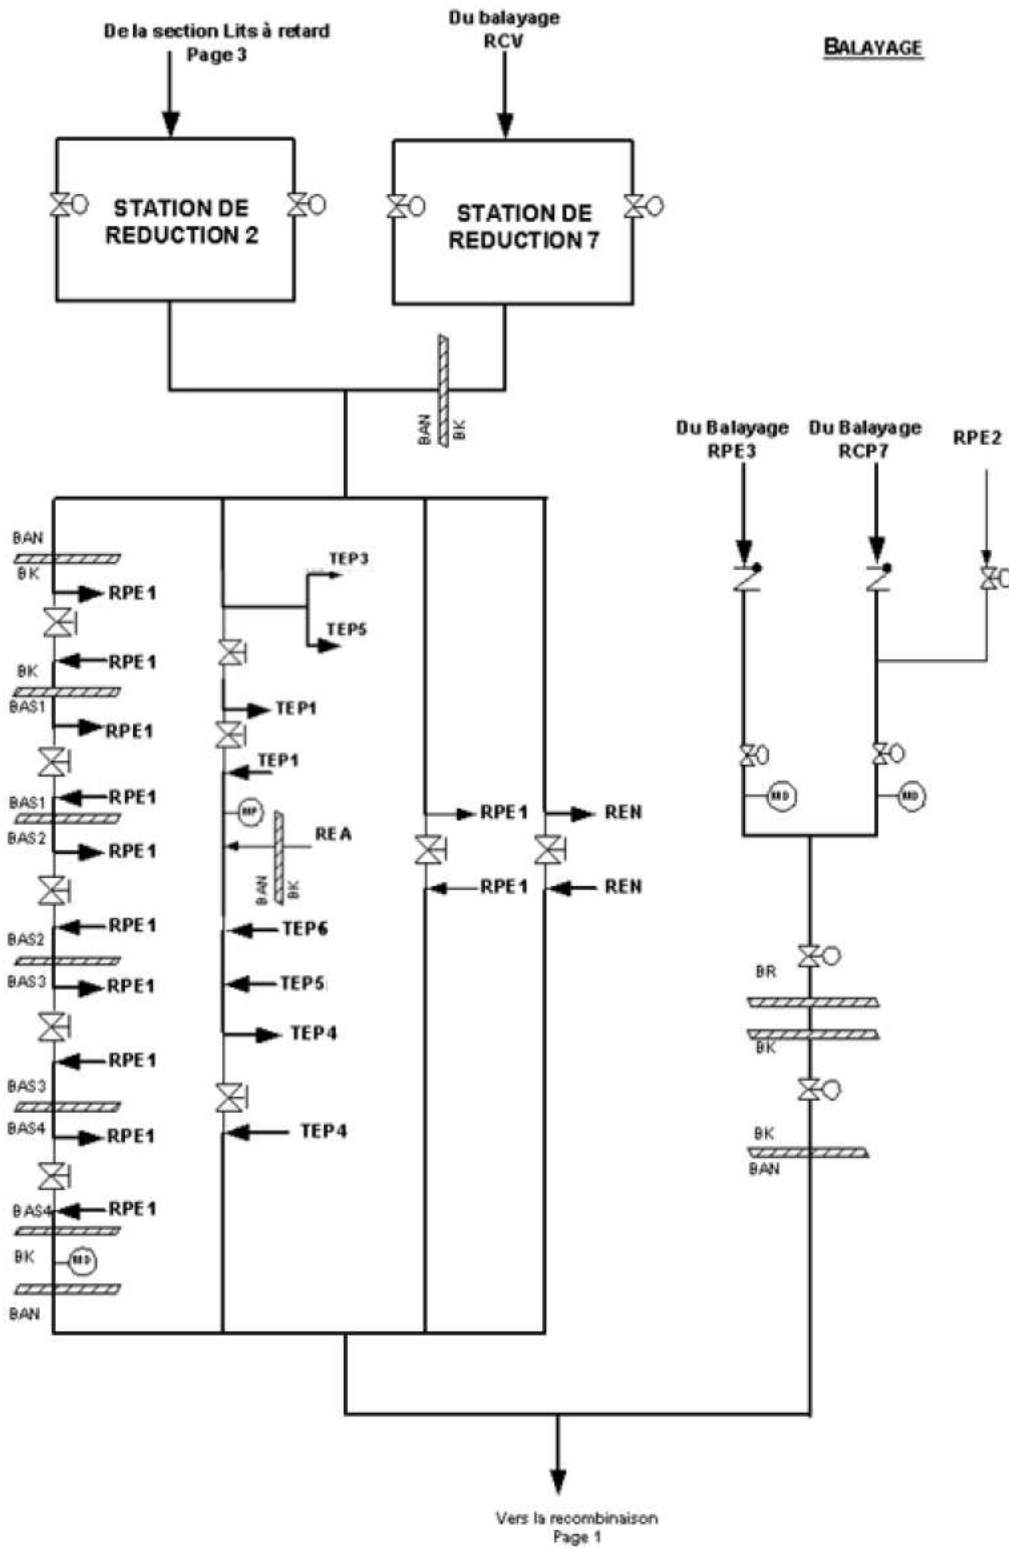 De la section Lits à retard
Page 3
Du balayage
RCV
BALAYAGE
STATION DE
REDUCTION 2
STATION DE
REDUCTION 7
BAN
BK
Du Balayage
RPE3
Du Balayage
RCP7
RPE2
BAN
BK
RPE1
TEP3
TEP5
BK
RPE1
BAS1
RPE1
TEP1
TEP1
BAS1
RPE1
BAS2
RPE1
REA
BAN
BK
RPE1
REN
RPE1
REN
BAS2
RPE1
TEP6
BAS3
RPE1
TEP5
TEP4
BR
BK
RPE1
BAS3
BAS4
RPE1
TEP4
BK
BAN
BAS4
RPE1
BK
BAN
Vers la recombinaison
Page 1